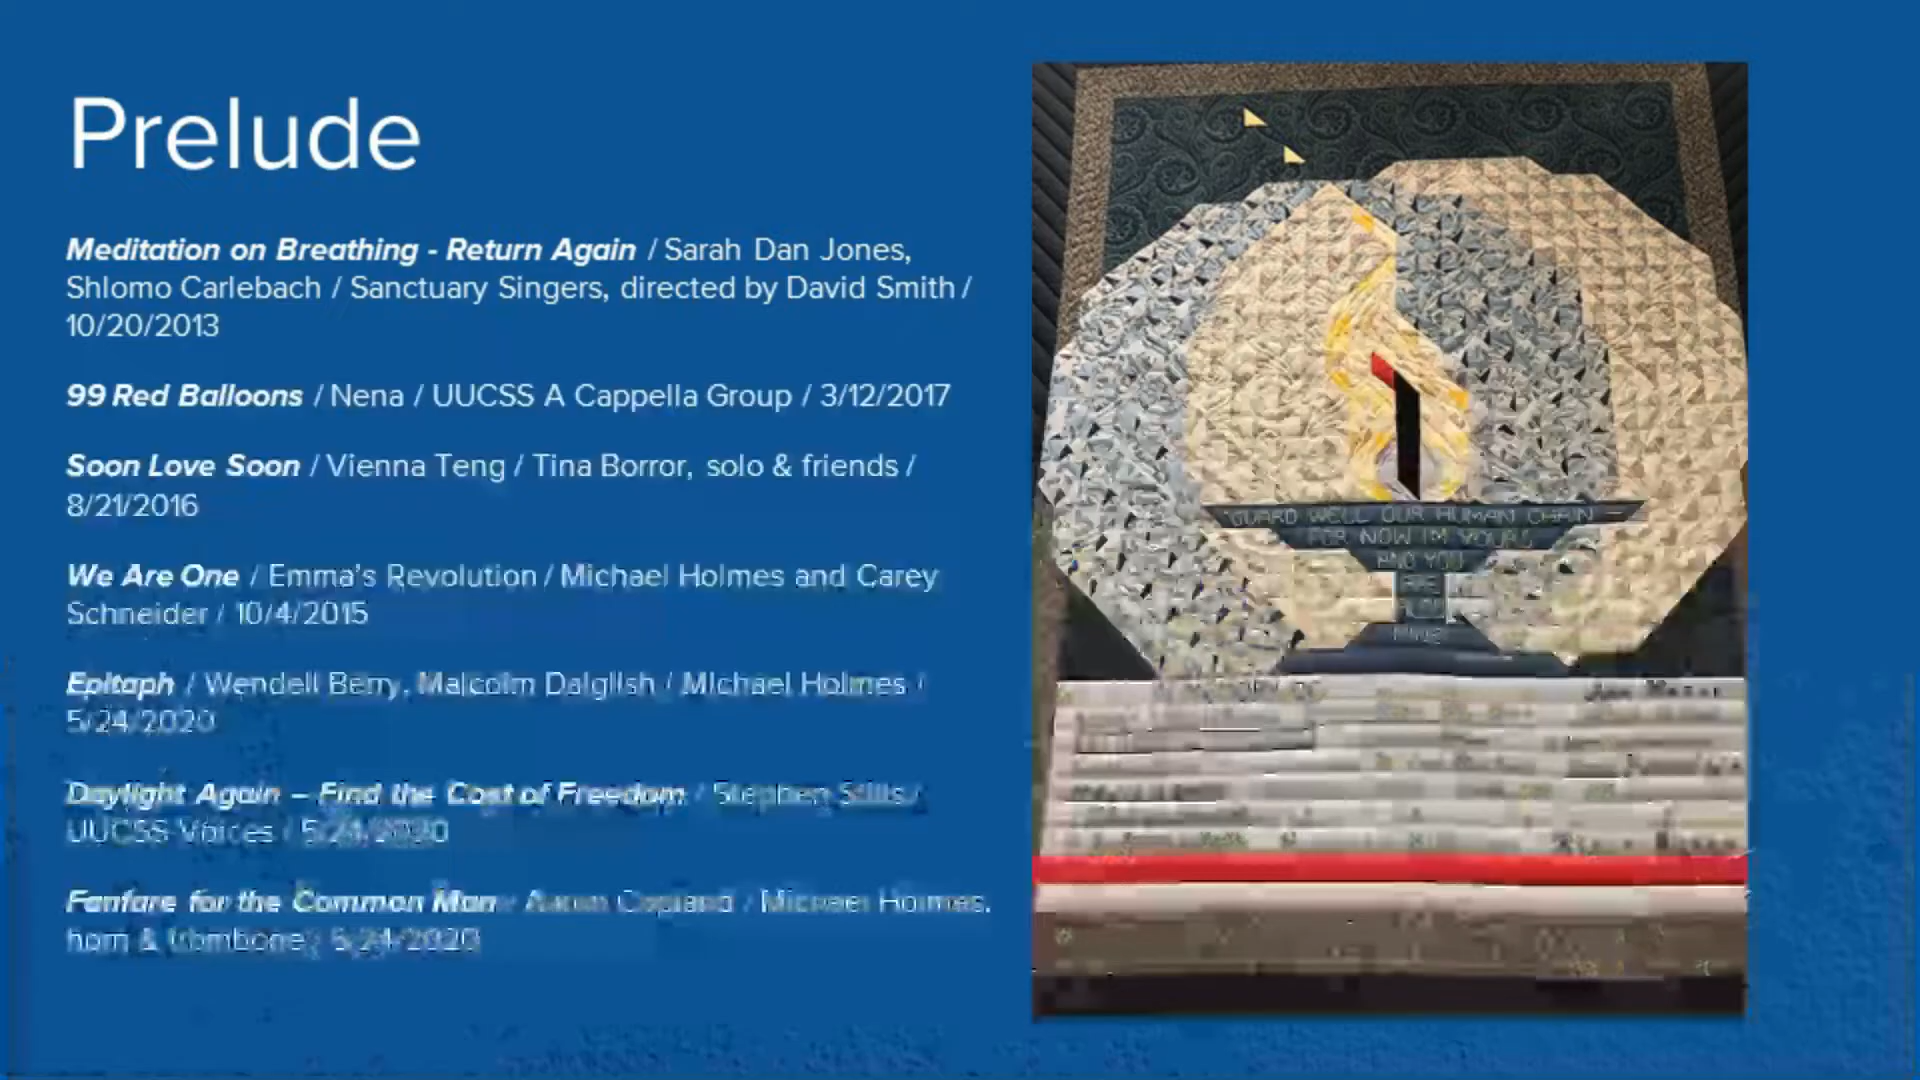 Prelude
Meditation on Breathing - Return Again / Sarah Dan Jones,
Shlomo Carlebach / Sanctuary Singers, directed by David Smith /
10/20/2013
99 Red Balloons / Nena / UUCSS A Cappella Group / 3/12/2017
Soon Love Soon / Vienna Teng / Tina Borror, solo & friends /
8/21/2016
We Are One / Emma's Revolution / Michael Holmes and Carey
Schneider / 10/4/2015
Epitaph / Wendell Berry, Malcolm Dalglish / Michael Holmes /
5/24/2020
Daylight Again – Find the Cost of Freedom / Stephen Stills /
UUCSS Voices / 5/24/2020
Fanfare for the Common Man / Aaron Copland / Michael Holmes,
horn & trombone / 5/24/2020
"GUARD WELL OUR HUMAN CHAIN –
FOR NOW I'M YOURS
AND YOU
ARE
MINE"